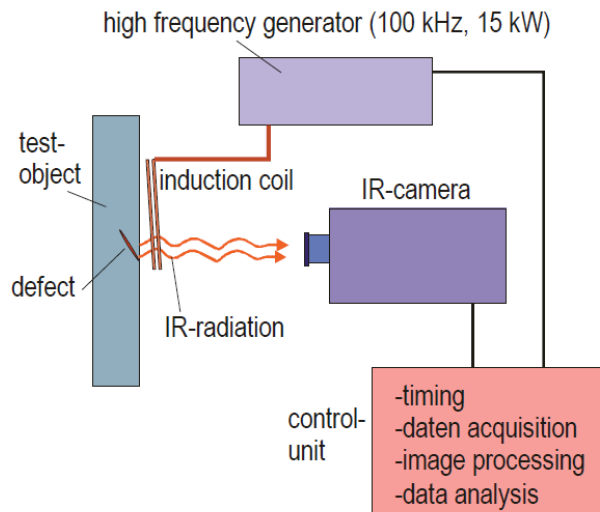 high frequency generator (100 kHz, 15 kW)
test-
object
induction coil
IR-camera
defect
IR-radiation
control-
unit
-timing
-daten acquisition
-image processing
-data analysis